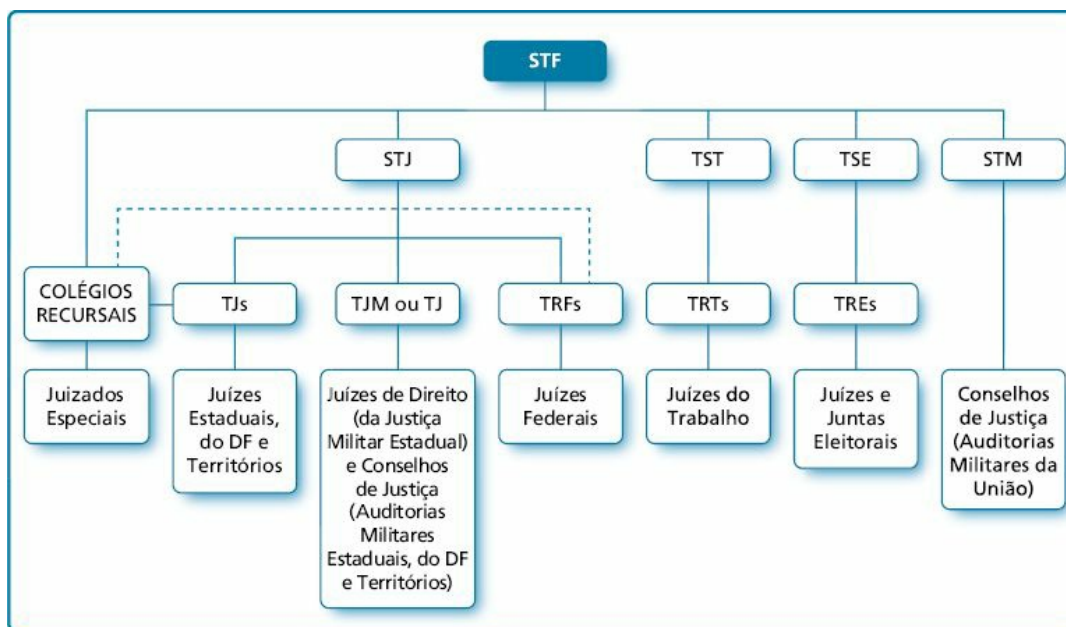 STF
STJ
TST
TSE
STM
COLÉGIOS
RECURSAIS
TJs
TJM ou TJ
TRFs
TRTs
TREs
Juizados
Especiais
Juízes
Estaduais,
do DF e
Territórios
Juízes de Direito
(da Justiça
Militar Estadual)
e Conselhos
de Justiça
(Auditorias
Militares
Estaduais, do DF
e Territórios)
Juízes
Federais
Juízes do
Trabalho
Juízes e
Juntas
Eleitorais
Conselhos
de Justiça
(Auditorias
Militares da
União)